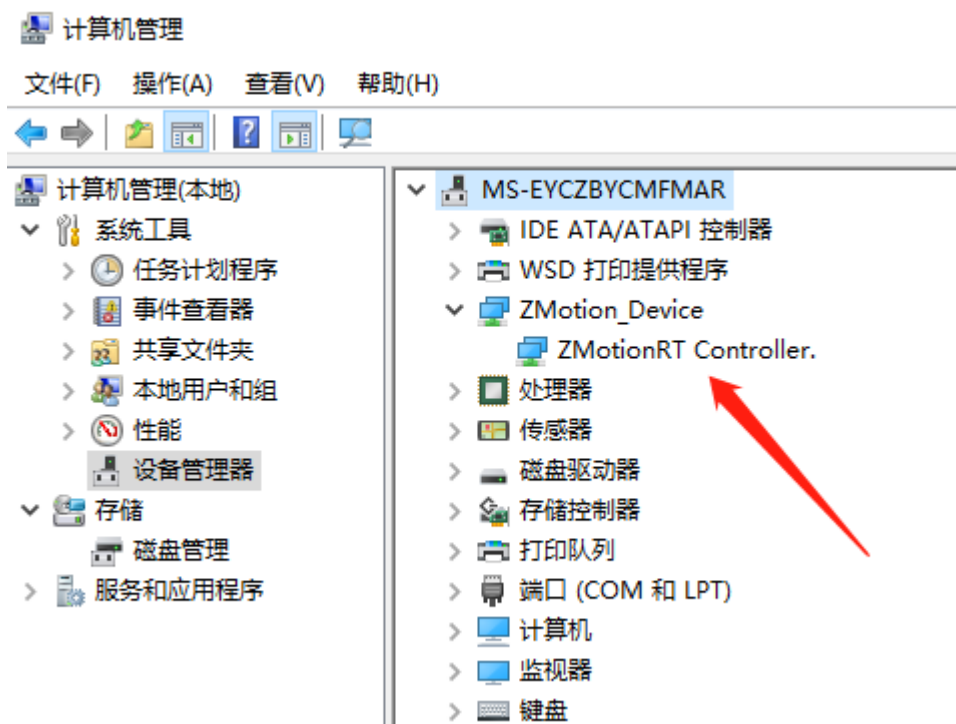 计算机管理
文件(F) 操作(A) 查看(V) 帮助(H)
计算机管理(本地)
系统工具
任务计划程序
事件查看器
共享文件夹
本地用户和组
性能
设备管理器
存储
磁盘管理
服务和应用程序
MS-EYCZBYCMFMAR
IDE ATA/ATAPI 控制器
WSD 打印提供程序
ZMotion_Device
ZMotionRT Controller.
处理器
传感器
磁盘驱动器
存储控制器
打印队列
端口 (COM 和 LPT)
计算机
监视器
键盘